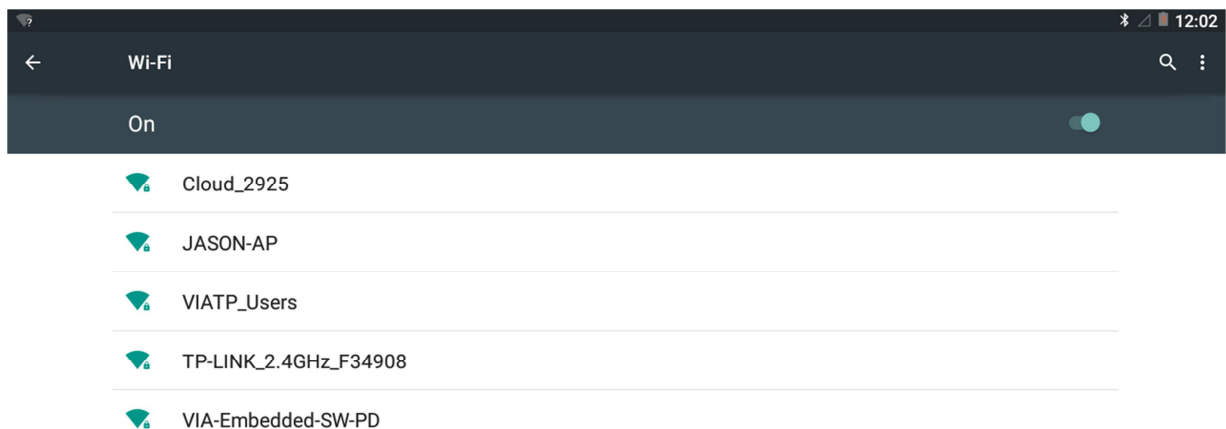 12:02
Wi-Fi
On
Cloud_2925
JASON-AP
VIATP_Users
TP-LINK_2.4GHz_F34908
VIA-Embedded-SW-PD